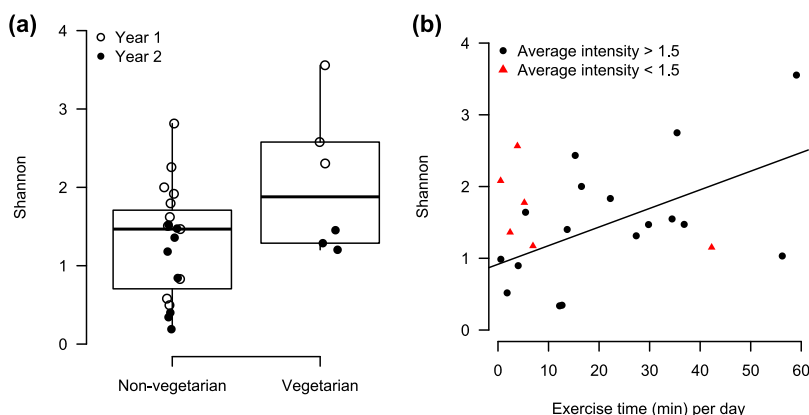 (a)
Year 1
Year 2
Shannon
4
3
2
1
0
Non-vegetarian
Vegetarian
(b)
Average intensity > 1.5
Average intensity < 1.5
Shannon
4
3
2
1
0
0 10 20 30 40 50 60
Exercise time (min) per day